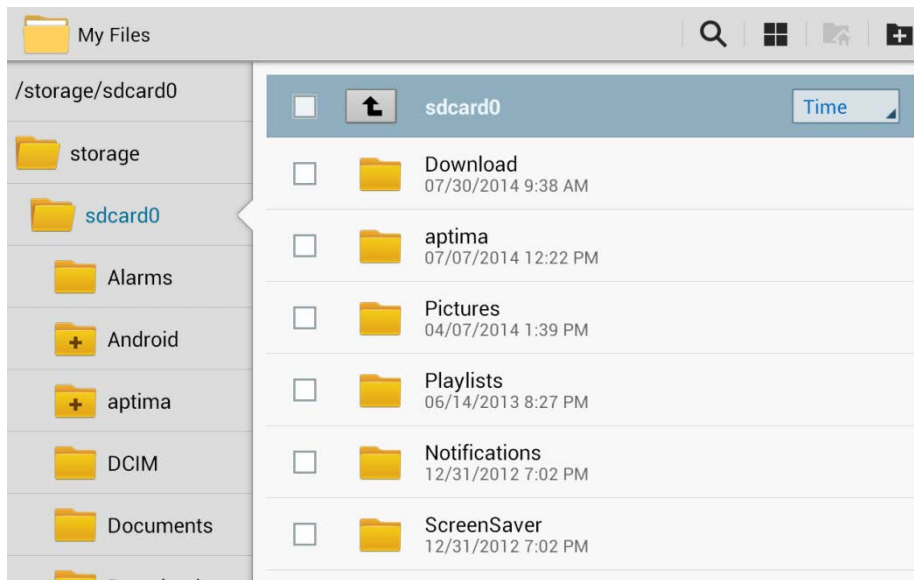 My Files
/storage/sdcard0
storage
sdcard0
Alarms
Android
aptima
DCIM
Documents
sdcard0
Time
Download
07/30/2014 9:38 AM
aptima
07/07/2014 12:22 PM
Pictures
04/07/2014 1:39 PM
Playlists
06/14/2013 8:27 PM
Notifications
12/31/2012 7:02 PM
ScreenSaver
12/31/2012 7:02 PM